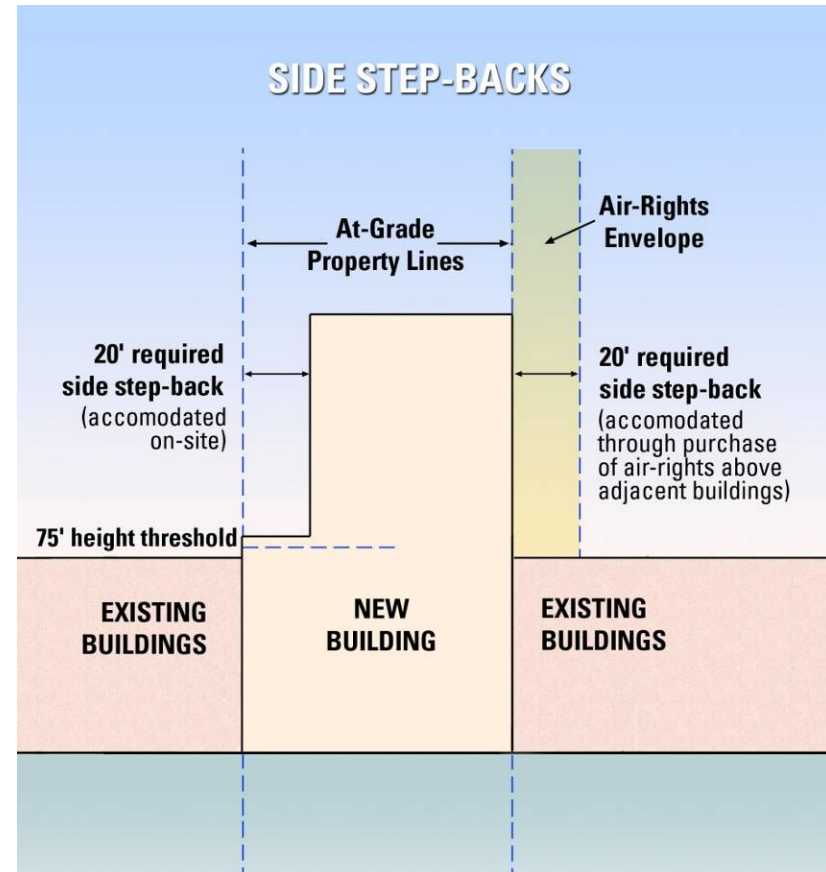 SIDE STEP-BACKS
At-Grade
Property Lines
Air-Rights
Envelope
20' required
side step-back
(accomodated
on-site)
20' required
side step-back
(accomodated
through purchase
of air-rights above
adjacent buildings)
75' height threshold
EXISTING
BUILDINGS
NEW
BUILDING
EXISTING
BUILDINGS